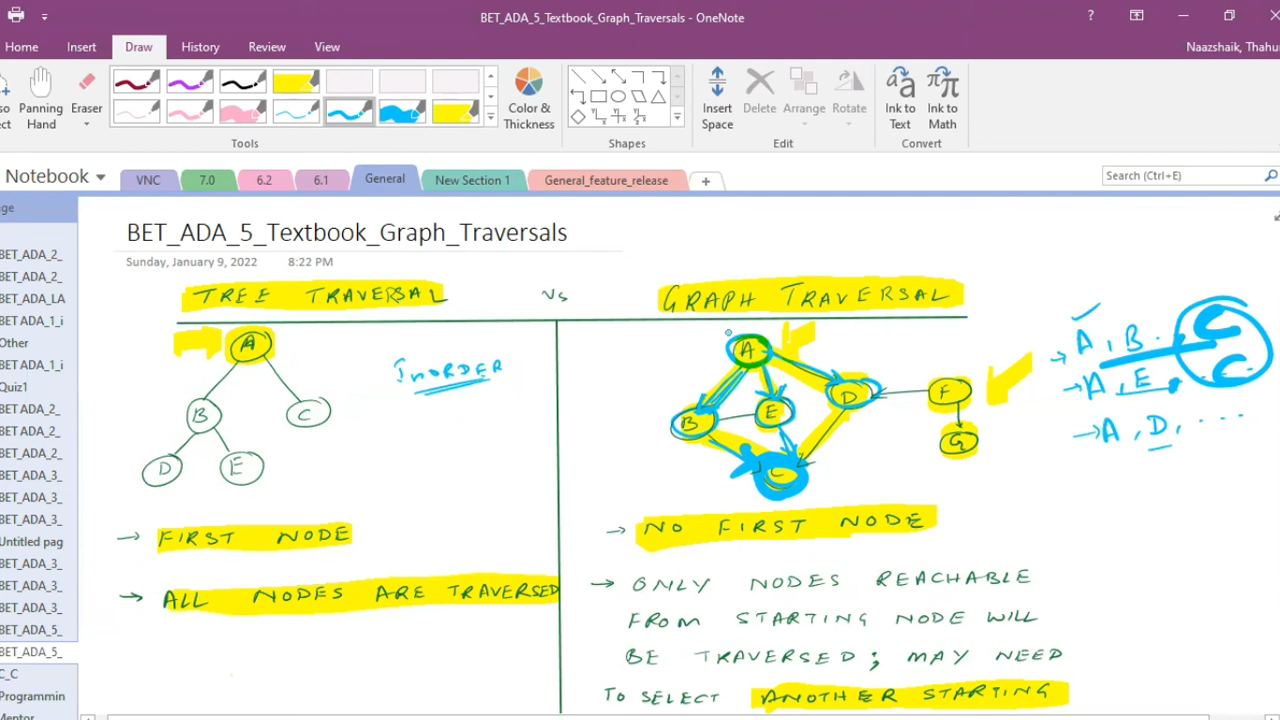 BET_ADA_5_Textbook_Graph_Traversals - OneNote
?
Home Insert Draw History Review View
Naazshaik, Thahu
Panning Hand
Eraser
Color & Thickness
Insert Space
Delete
Arrange
Rotate
Ink to Text
Ink to Math
Tools
Shapes
Edit
Convert
Notebook
VNC 7.0 6.2 6.1 General New Section 1 General_feature_release +
Search (Ctrl+E)
ge
BET_ADA_2_
BET_ADA_2_
BET_ADA_LA
BET ADA_1_i
Other
BET ADA_1_i
Quiz1
BET_ADA_2_
BET_ADA_2_
BET_ADA_2_
BET_ADA_3_
BET_ADA_3_
BET_ADA_3_
Untitled pag
BET_ADA_3_
BET_ADA_3_
BET_ADA_3_
BET_ADA_5_
BET_ADA_5_
C_C
Programmin
Mentor
BET_ADA_5_Textbook_Graph_Traversals
Sunday, January 9, 2022 8:22 PM
TREE TRAVERSAL Vs GRAPH TRAVERSAL
A
B C
D E
INORDER
A
B E D F
C G
A, B . . C
A, E , . C
A, D, . . .
→ FIRST NODE
→ ALL NODES ARE TRAVERSED
→ NO FIRST NODE
→ ONLY NODES REACHABLE
FROM STARTING NODE WILL
BE TRAVERSED; MAY NEED
TO SELECT ANOTHER STARTING